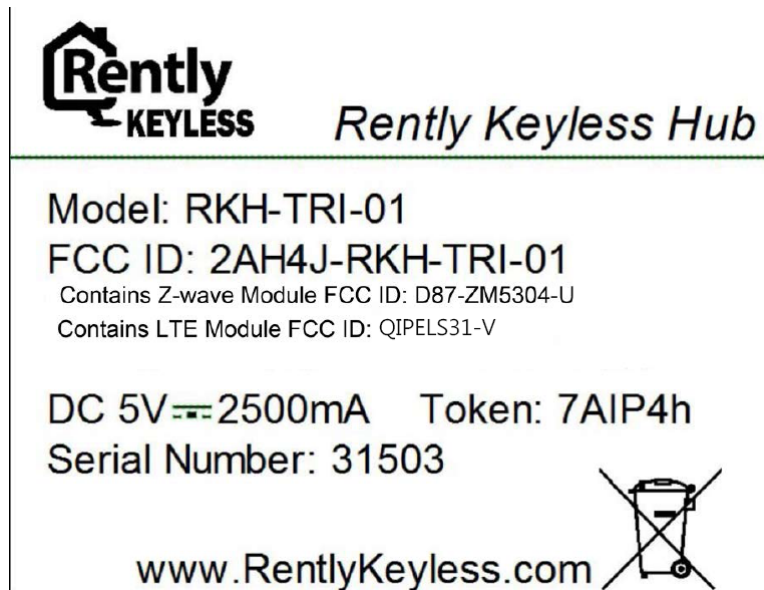 Rently
KEYLESS
Rently Keyless Hub
Model: RKH-TRI-01
FCC ID: 2AH4J-RKH-TRI-01
Contains Z-wave Module FCC ID: D87-ZM5304-U
Contains LTE Module FCC ID: QIPELS31-V
DC 5V⎓2500mA Token: 7AIP4h
Serial Number: 31503
www.RentlyKeyless.com